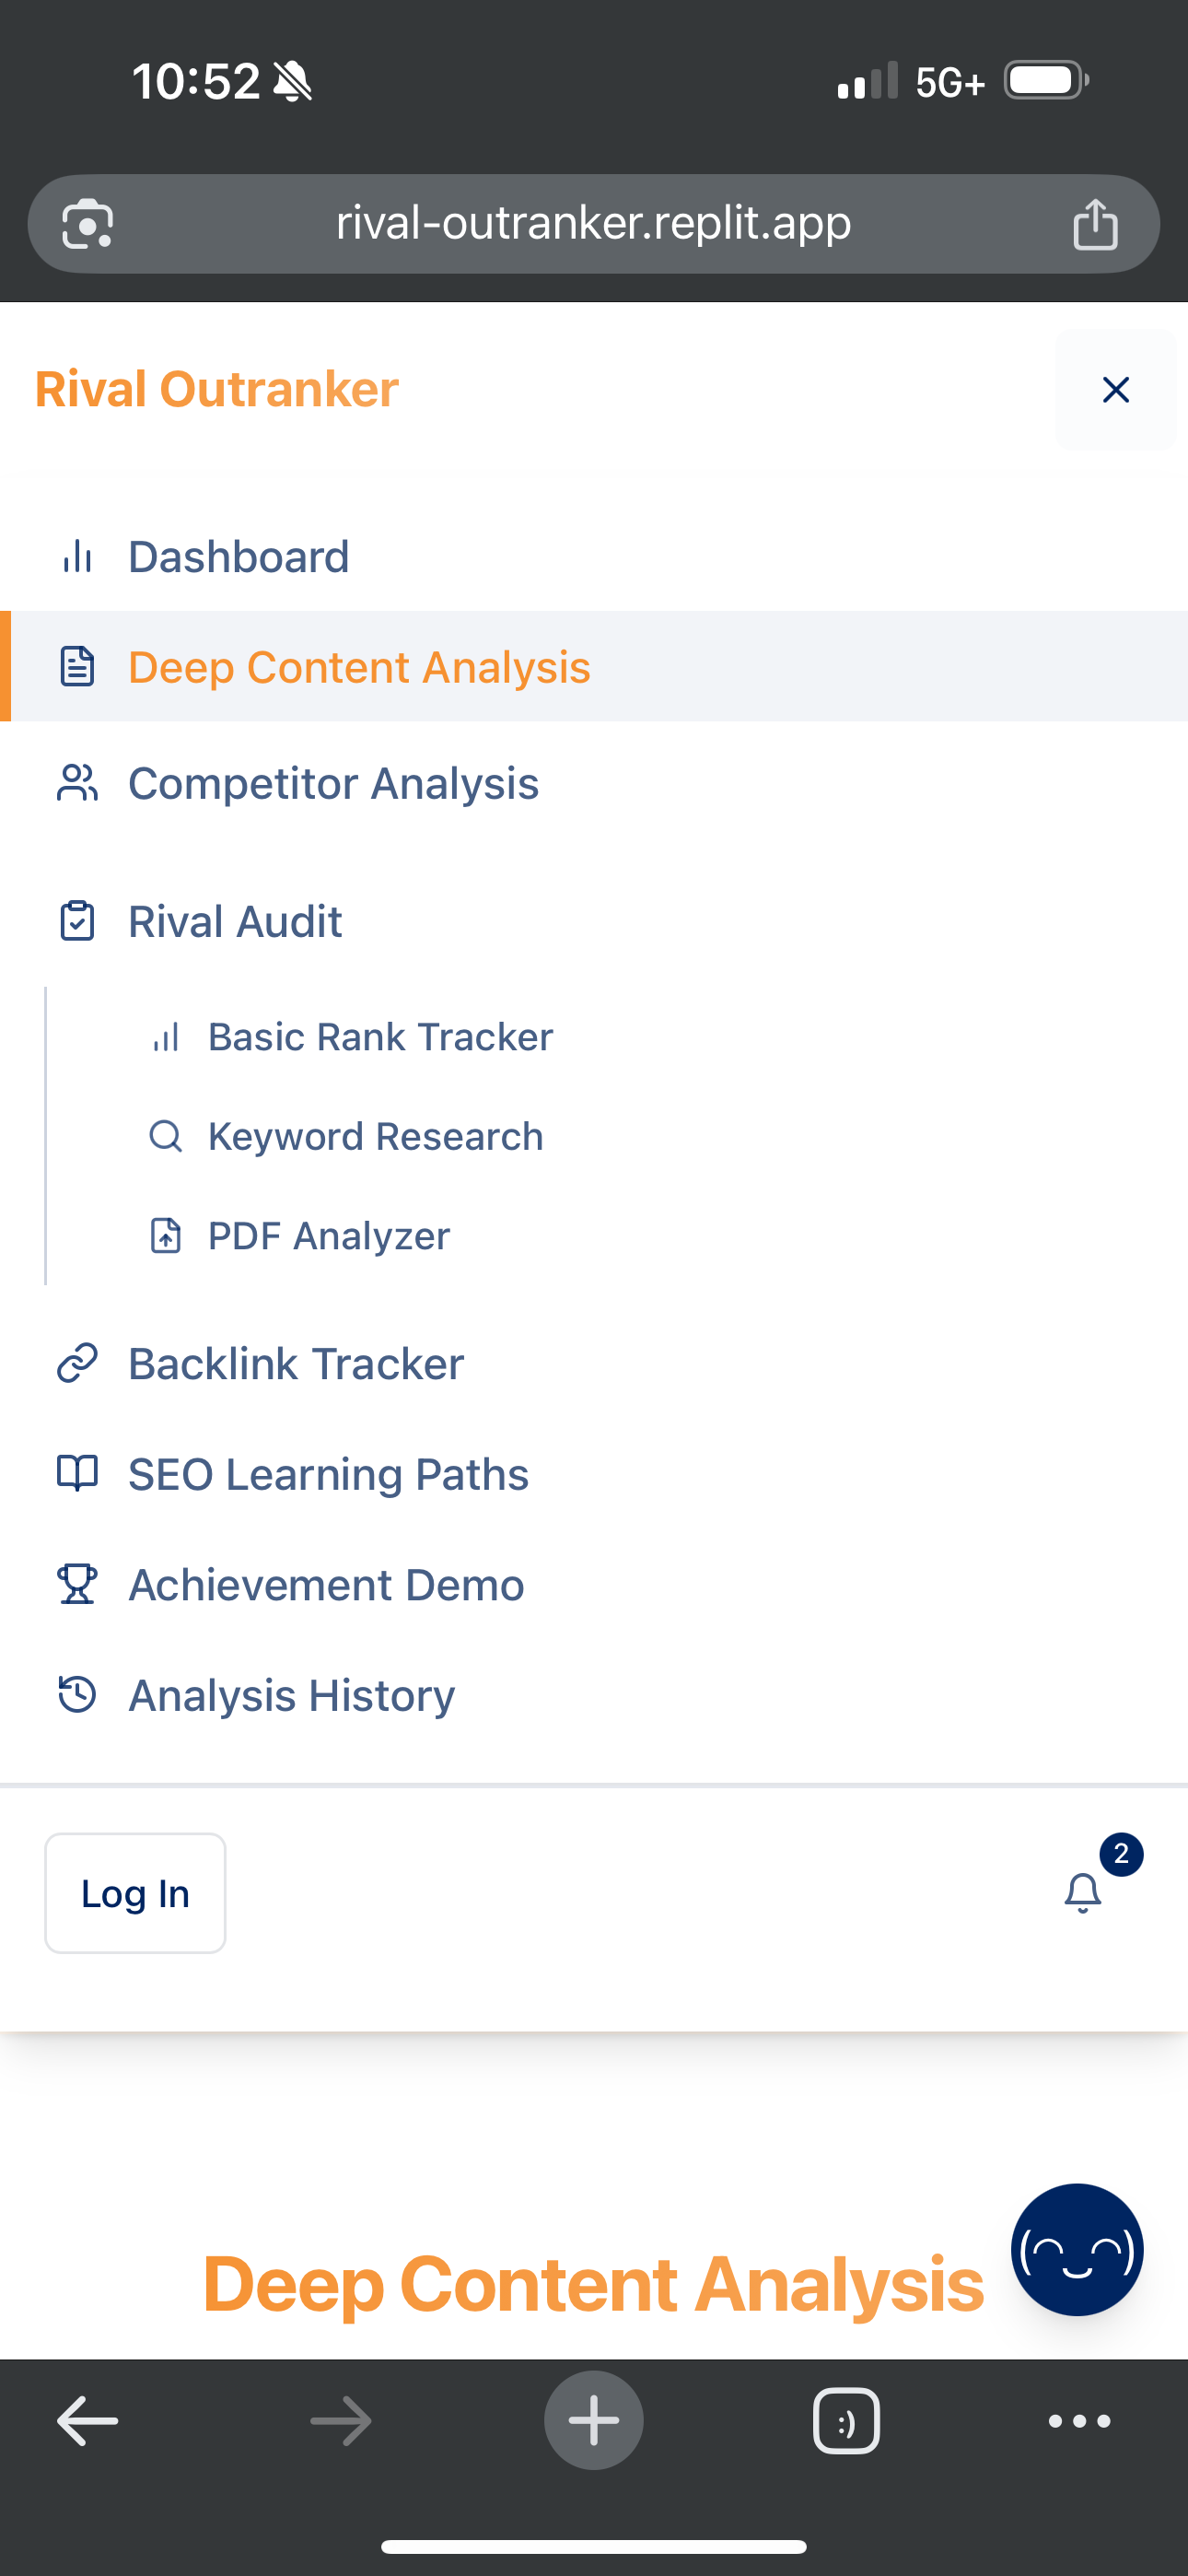 10:52
5G+
rival-outranker.replit.app
Rival Outranker
Dashboard
Deep Content Analysis
Competitor Analysis
Rival Audit
Basic Rank Tracker
Keyword Research
PDF Analyzer
Backlink Tracker
SEO Learning Paths
Achievement Demo
Analysis History
Log In
2
Deep Content Analysis
:)